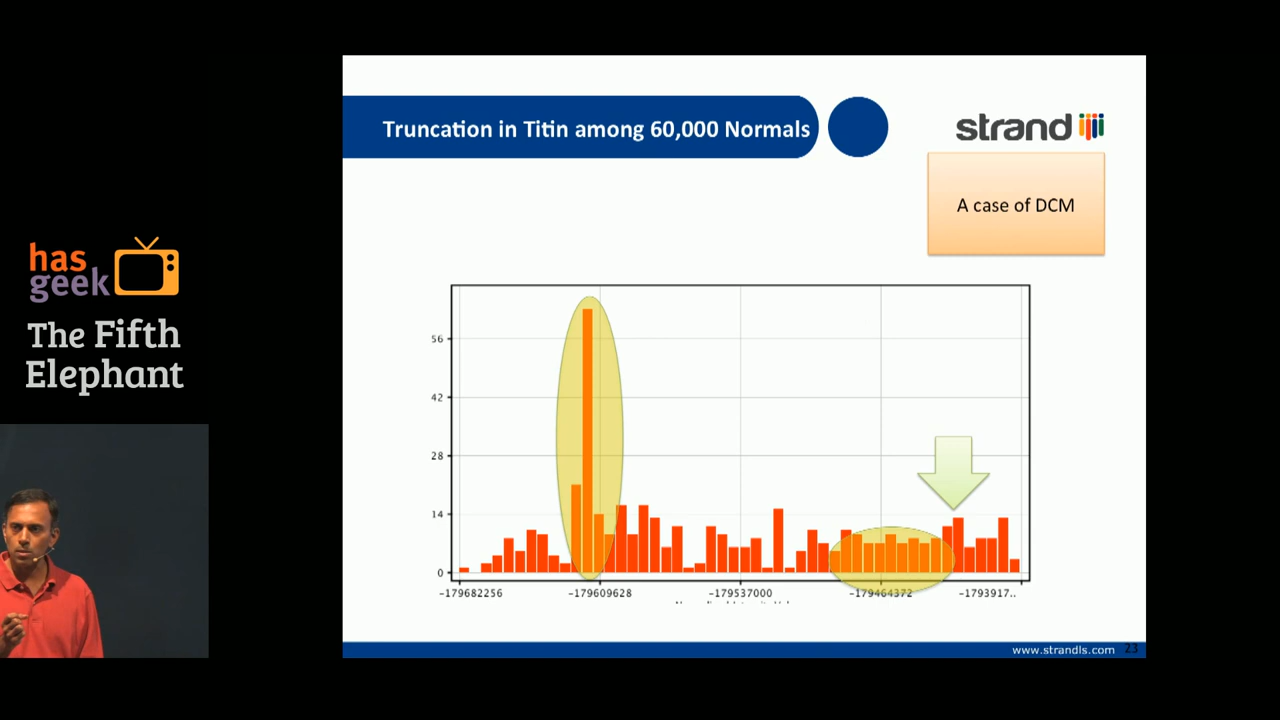 has
geek
The Fifth
Elephant
Truncation in Titin among 60,000 Normals
strand
A case of DCM
56
42
28
14
0
-179682256
-179609628
-179537000
-179464372
-1793917..
www.strandls.com
23